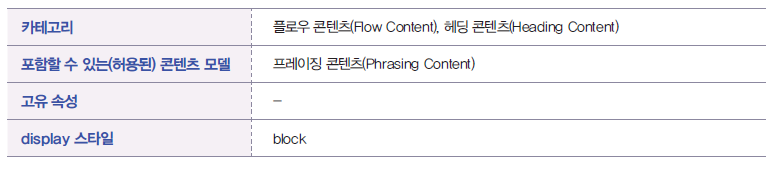 카테고리 플로우 콘텐츠(Flow Content), 헤딩 콘텐츠(Heading Content)
포함할 수 있는(허용된) 콘텐츠 모델 프레이징 콘텐츠(Phrasing Content)
고유 속성 –
display 스타일 block